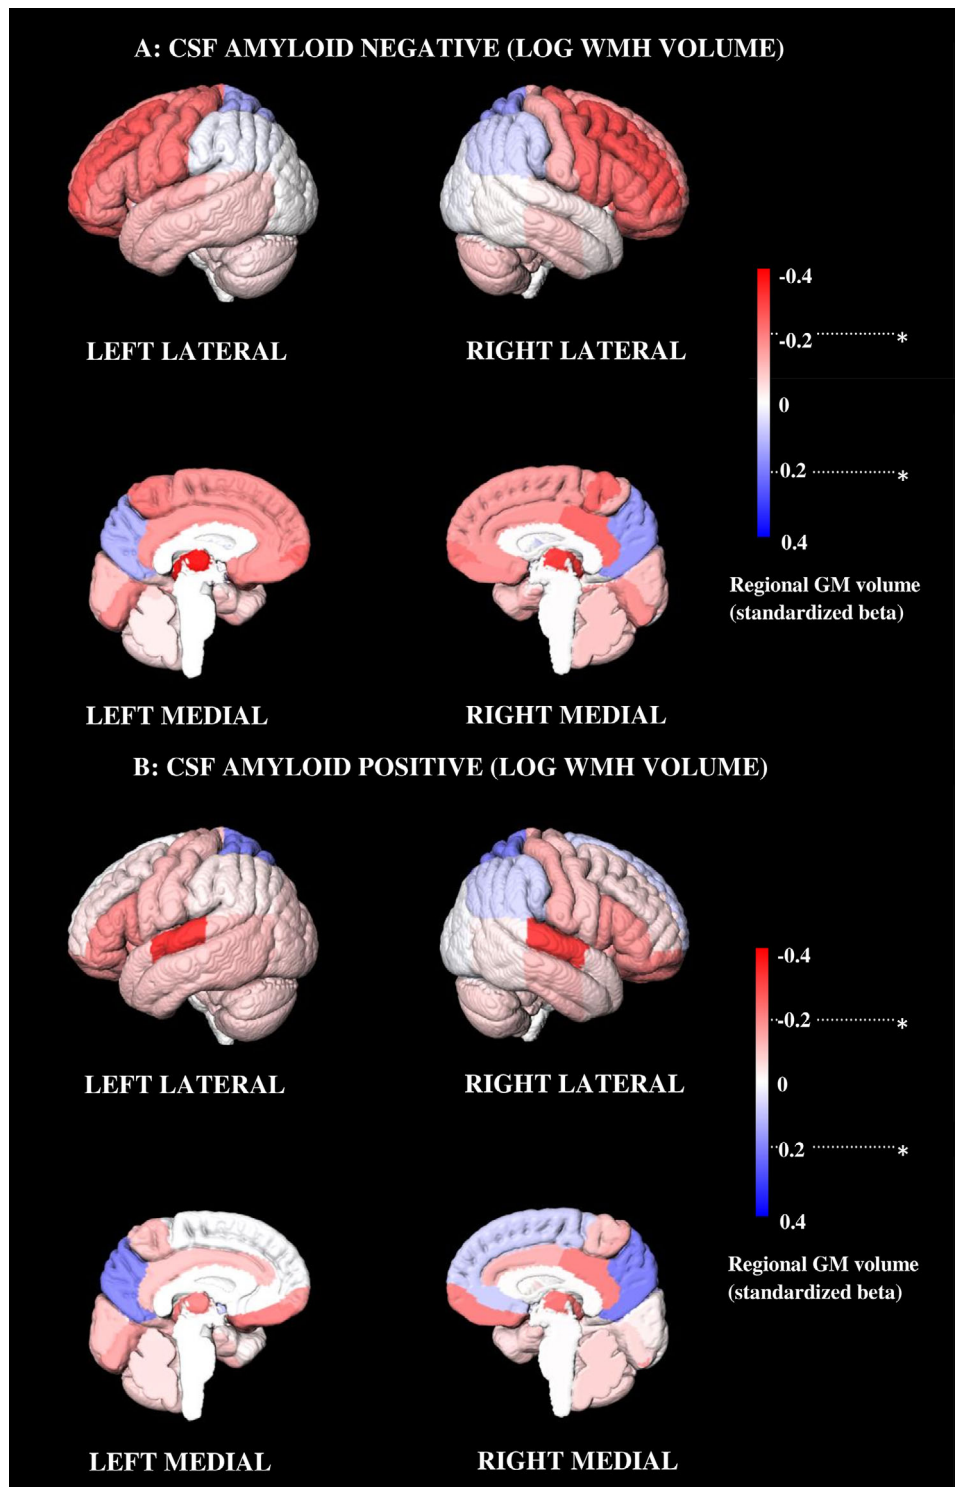 A: CSF AMYLOID NEGATIVE (LOG WMH VOLUME)
LEFT LATERAL
RIGHT LATERAL
-0.4
-0.2 *
0
0.2 *
0.4
Regional GM volume
(standardized beta)
LEFT MEDIAL
RIGHT MEDIAL
B: CSF AMYLOID POSITIVE (LOG WMH VOLUME)
LEFT LATERAL
RIGHT LATERAL
-0.4
-0.2 *
0
0.2 *
0.4
Regional GM volume
(standardized beta)
LEFT MEDIAL
RIGHT MEDIAL